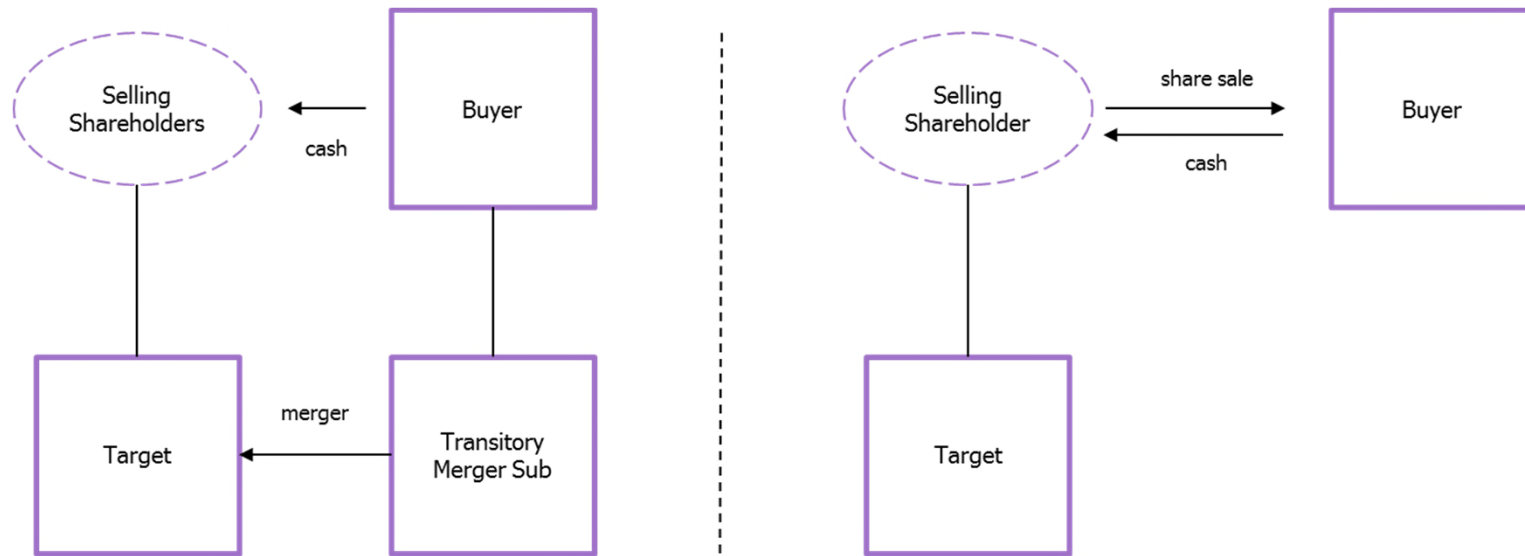 Selling
Shareholders
cash
Buyer
Target
merger
Transitory
Merger Sub
Selling
Shareholder
share sale
cash
Buyer
Target